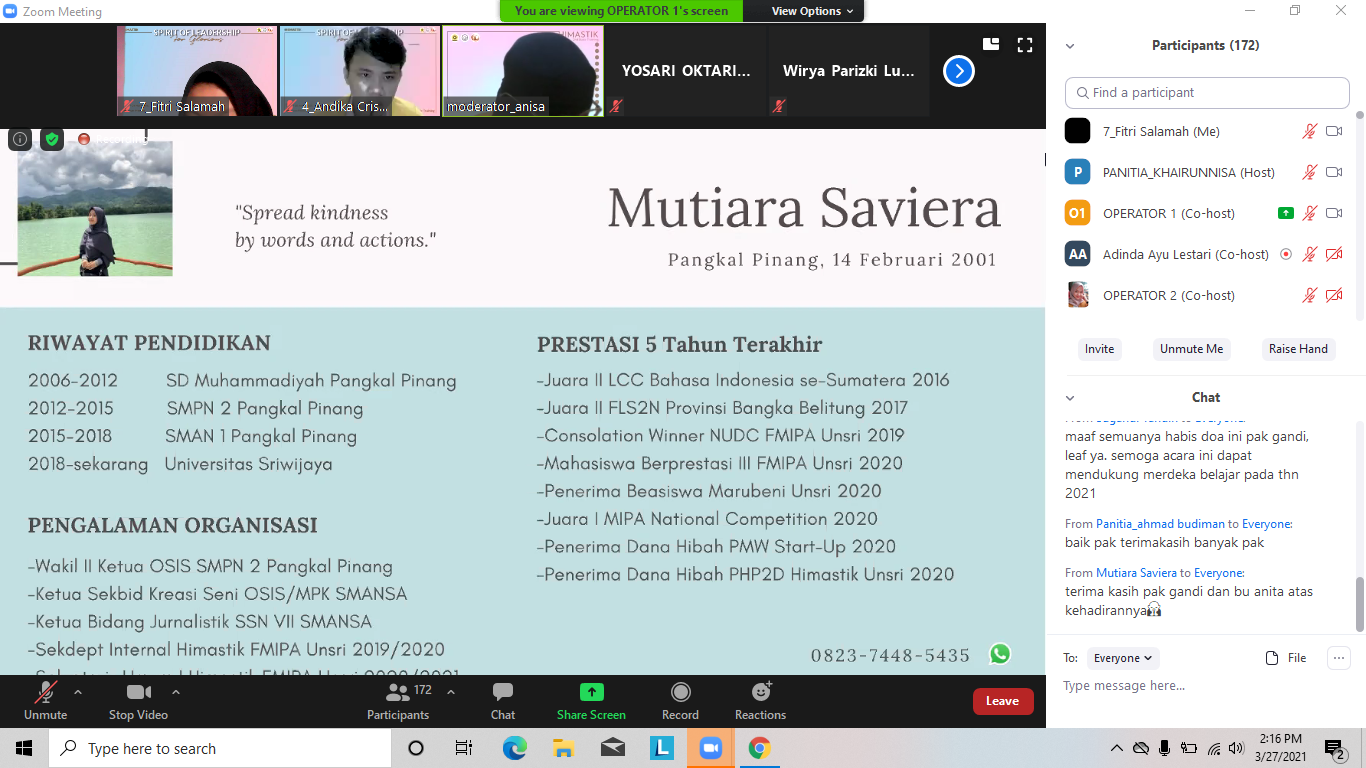 Zoom Meeting
You are viewing OPERATOR 1's screen
View Options
SPIRIT OF LEADERSHIP
SPIRIT OF LEADERSHIP
HIMASTIK
7_Fitri Salamah
4_Andika Cris...
moderator_anisa
YOSARI OKTARI...
Wirya Parizki Lu...
"Spread kindness
by words and actions."
Mutiara Saviera
Pangkal Pinang, 14 Februari 2001
RIWAYAT PENDIDIKAN
2006-2012 SD Muhammadiyah Pangkal Pinang
2012-2015 SMPN 2 Pangkal Pinang
2015-2018 SMAN 1 Pangkal Pinang
2018-sekarang Universitas Sriwijaya
PENGALAMAN ORGANISASI
-Wakil II Ketua OSIS SMPN 2 Pangkal Pinang
-Ketua Sekbid Kreasi Seni OSIS/MPK SMANSA
-Ketua Bidang Jurnalistik SSN VII SMANSA
-Sekdept Internal Himastik FMIPA Unsri 2019/2020
PRESTASI 5 Tahun Terakhir
-Juara II LCC Bahasa Indonesia se-Sumatera 2016
-Juara II FLS2N Provinsi Bangka Belitung 2017
-Consolation Winner NUDC FMIPA Unsri 2019
-Mahasiswa Berprestasi III FMIPA Unsri 2020
-Penerima Beasiswa Marubeni Unsri 2020
-Juara I MIPA National Competition 2020
-Penerima Dana Hibah PMW Start-Up 2020
-Penerima Dana Hibah PHP2D Himastik Unsri 2020
0823-7448-5435
Participants (172)
Find a participant
7_Fitri Salamah (Me)
P PANITIA_KHAIRUNNISA (Host)
O1 OPERATOR 1 (Co-host)
AA Adinda Ayu Lestari (Co-host)
OPERATOR 2 (Co-host)
Invite
Unmute Me
Raise Hand
Chat
maaf semuanya habis doa ini pak gandi,
leaf ya. semoga acara ini dapat
mendukung merdeka belajar pada thn
2021
From Panitia_ahmad budiman to Everyone:
baik pak terimakasih banyak pak
From Mutiara Saviera to Everyone:
terima kasih pak gandi dan bu anita atas
kehadirannya
To: Everyone
File
Type message here...
Unmute
Stop Video
172
Participants
Chat
Share Screen
Record
Reactions
Leave
Type here to search
2:16 PM
3/27/2021
2